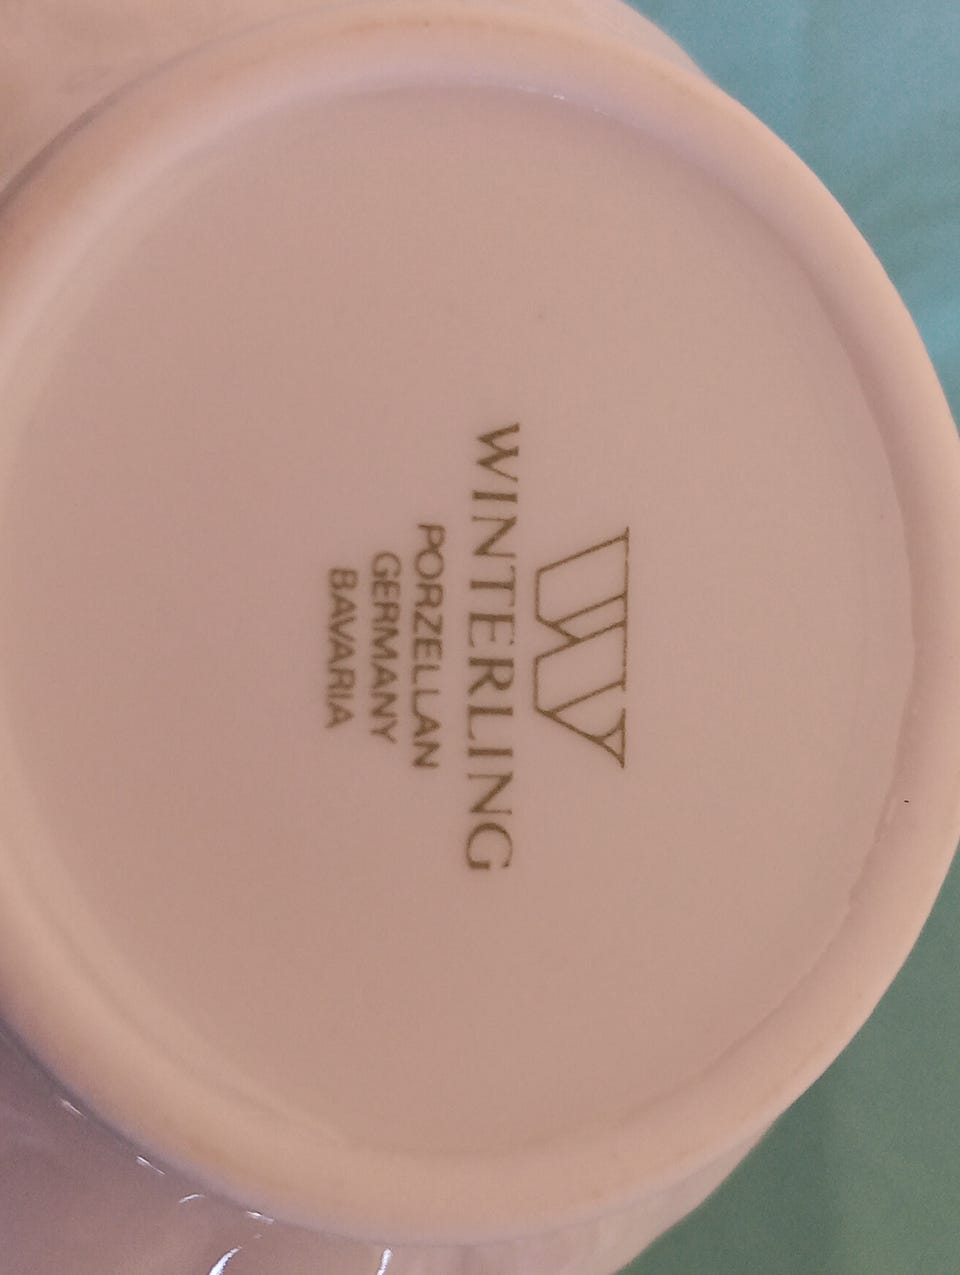 W
WINTERLING
PORZELLAN
GERMANY
BAVARIA